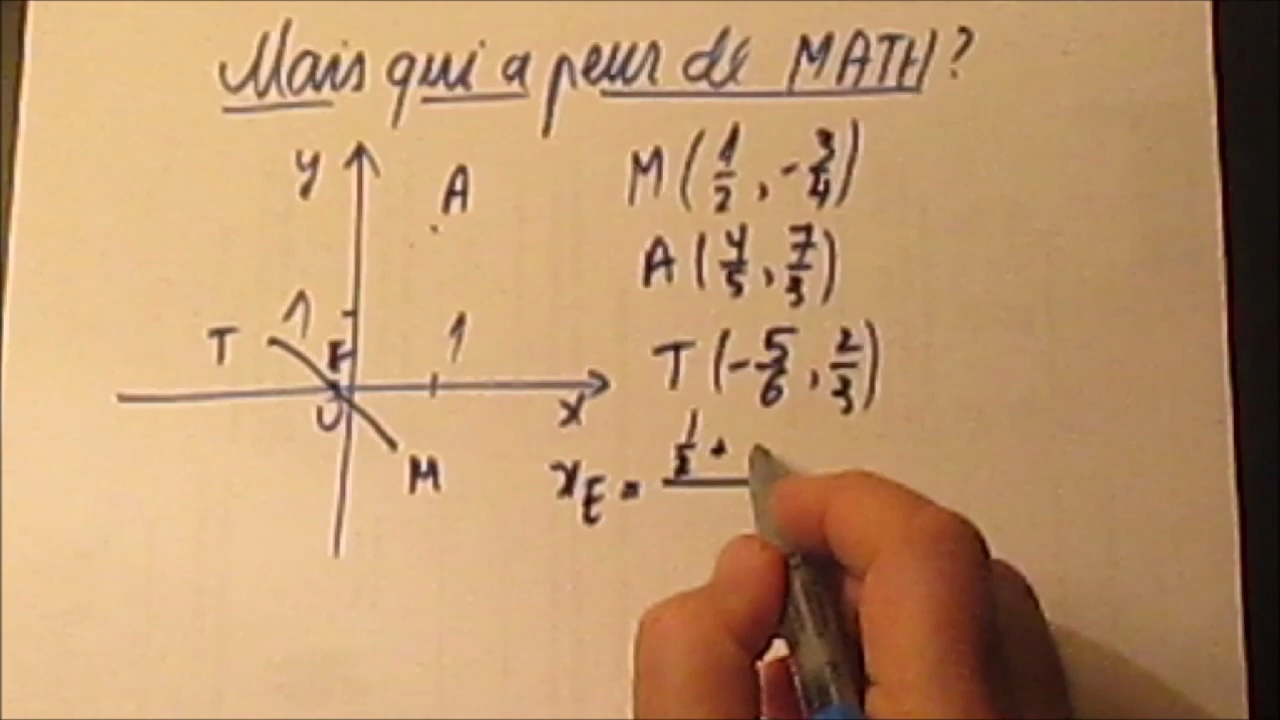 Mais qui a peur de MATH?
y
A
M (1/2, -3/4)
A (4/5, 7/3)
T (-5/6, 2/3)
1
T
E
1
x
M
x_E = 1/2 +